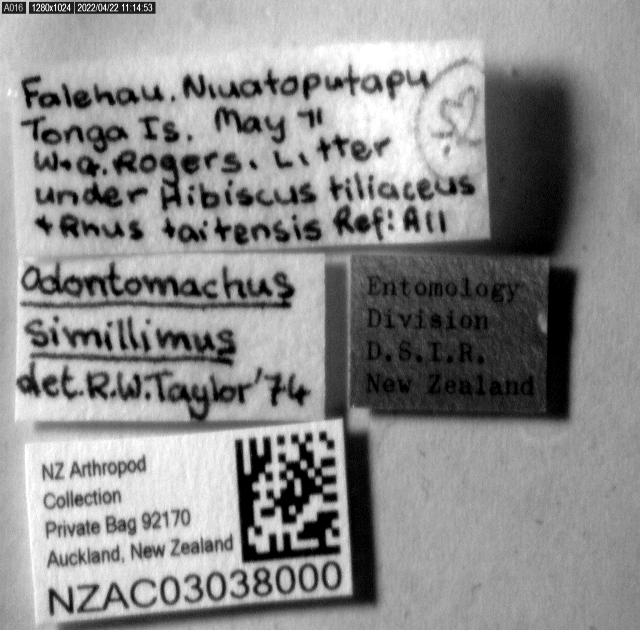 A016 1280x1024 2022/04/22 11:14:53
Falehau. Niuatoputapu
Tonga Is. May 71
W.G. Rogers. Litter
under Hibiscus tiliaceus
+ Rhus taitensis Ref: A11
Odontomachus
simillimus
det. R.W. Taylor '74
Entomology
Division
D.S.I.R.
New Zealand
NZ Arthropod
Collection
Private Bag 92170
Auckland, New Zealand
NZAC03038000